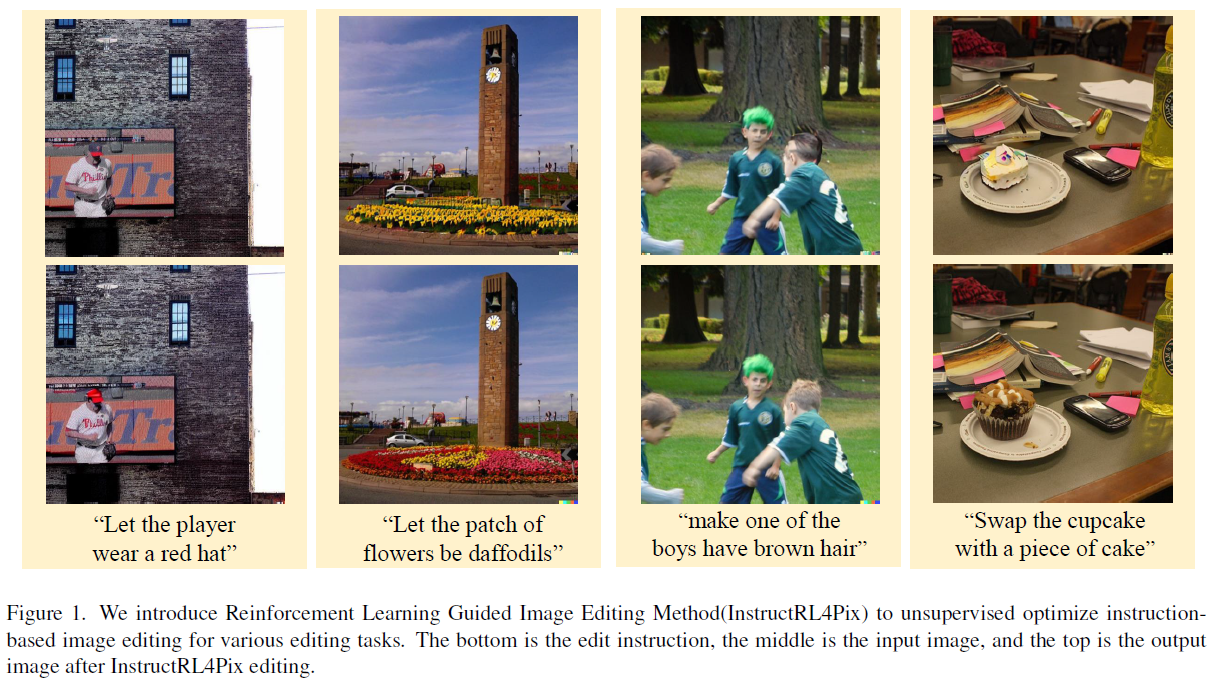 Phillies
“Let the player
wear a red hat”
“Let the patch of
flowers be daffodils”
2
“make one of the
boys have brown hair”
“Swap the cupcake
with a piece of cake”
Figure 1. We introduce Reinforcement Learning Guided Image Editing Method(InstructRL4Pix) to unsupervised optimize instruction-
based image editing for various editing tasks. The bottom is the edit instruction, the middle is the input image, and the top is the output
image after InstructRL4Pix editing.